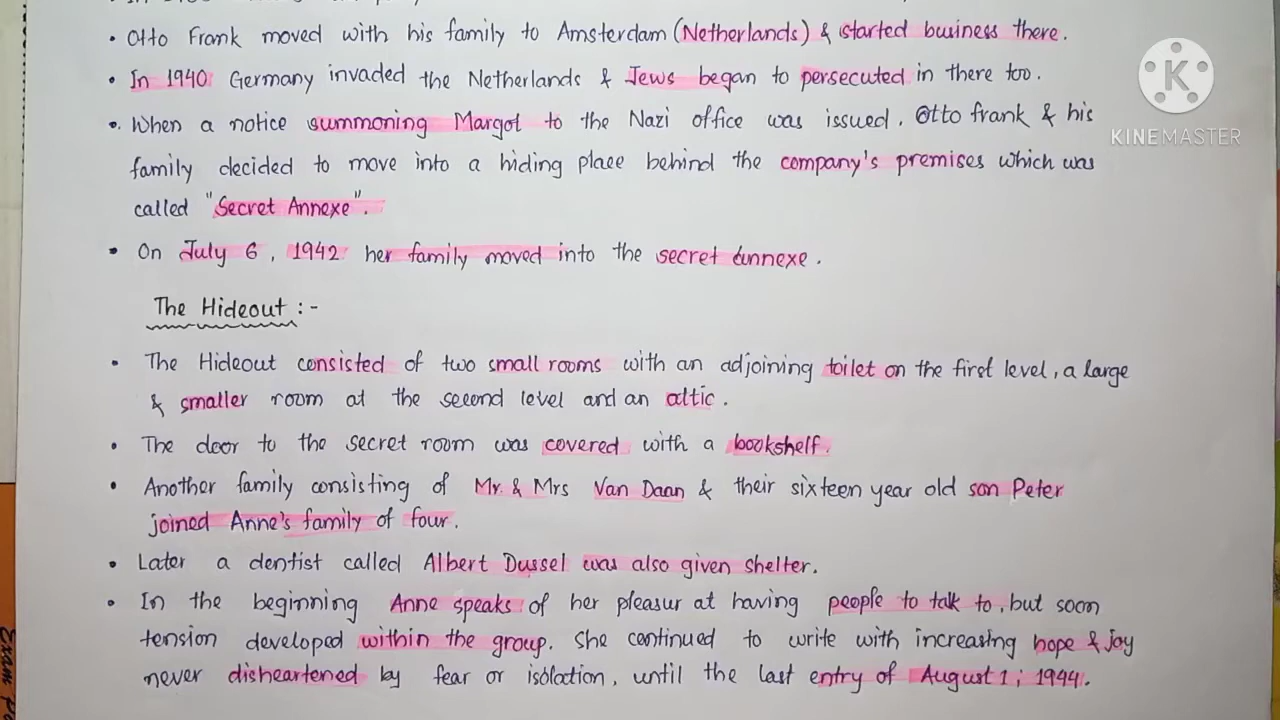 • Otto Frank moved with his family to Amsterdam (Netherlands) & started business there.
• In 1940 Germany invaded the Netherlands & Jews began to persecuted in there too.
•. When a notice summoning Margot to the Nazi office was issued. Otto frank & his
family decided to move into a hiding place behind the company's premises which was
called "Secret Annexe".
• On July 6, 1942 her family moved into the secret annexe.
The Hideout :-
• The Hideout consisted of two small rooms with an adjoining toilet on the first level, a large
& smaller room at the second level and an attic.
• The door to the secret room was covered with a bookshelf.
• Another family consisting of Mr. & Mrs Van Daan & their sixteen year old son Peter
joined Anne's family of four.
• Later a dentist called Albert Dussel was also given shelter.
• In the beginning Anne speaks of her pleasur at having people to talk to, but soon
tension developed within the group. She continued to write with increasing hope & joy
never disheartened by fear or isolation, until the last entry of August 1, 1944.
K
KINEMASTER
Exam